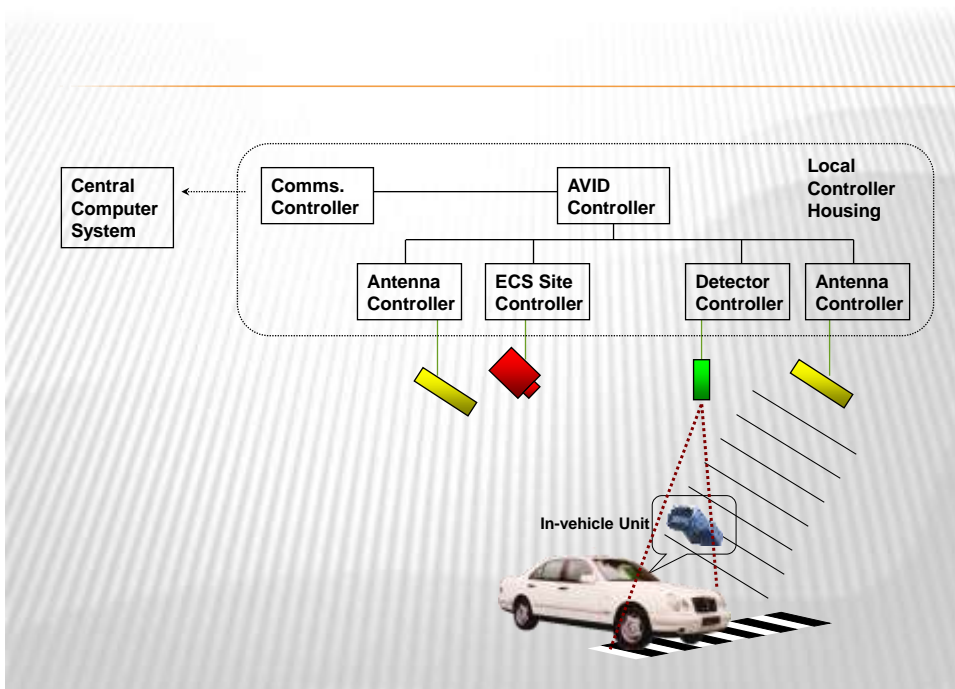 Central
Computer
System
Comms.
Controller
AVID
Controller
Local
Controller
Housing
Antenna
Controller
ECS Site
Controller
Detector
Controller
Antenna
Controller
In-vehicle Unit